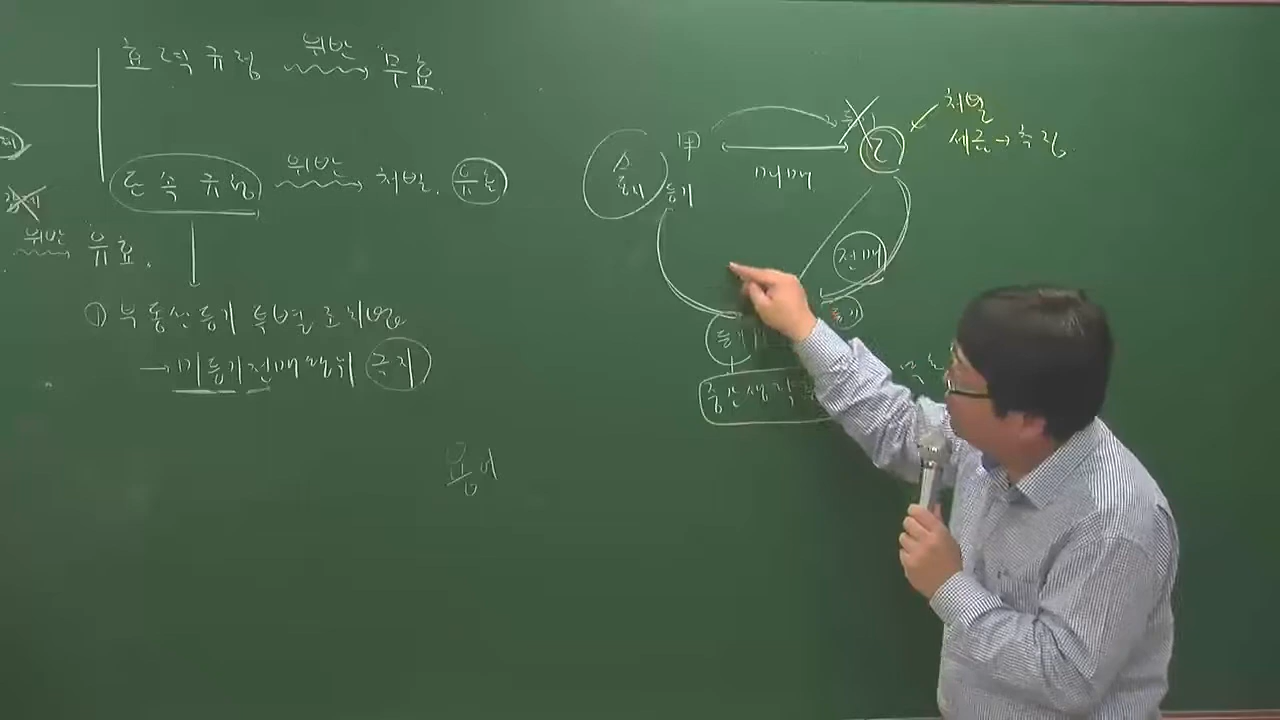 효력규정 위반 무효.
단속규정 위반 처벌. 유효
위반 유효.
① 부동산등기 특별조치법
→ 미등기전매행위 금지
용어
甲 매매 乙
등기
전매
등기
중간생략
처벌
세금→추징.